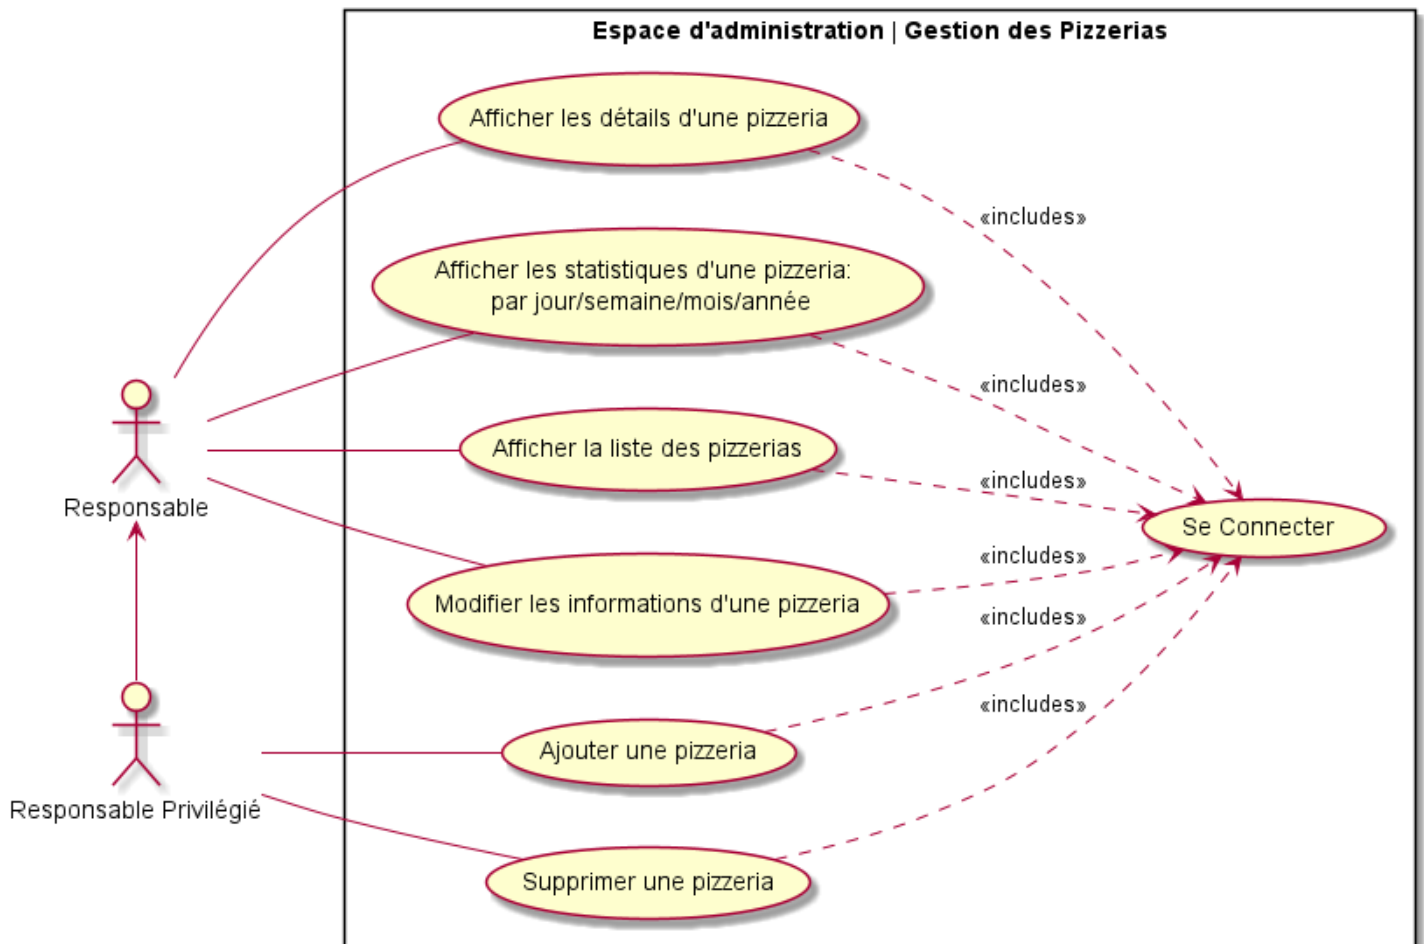 Espace d'administration | Gestion des Pizzerias
Afficher les détails d'une pizzeria
«includes»
Afficher les statistiques d'une pizzeria:
par jour/semaine/mois/année
«includes»
Afficher la liste des pizzerias
«includes»
Responsable
Se Connecter
«includes»
Modifier les informations d'une pizzeria
«includes»
«includes»
Ajouter une pizzeria
Responsable Privilégié
Supprimer une pizzeria